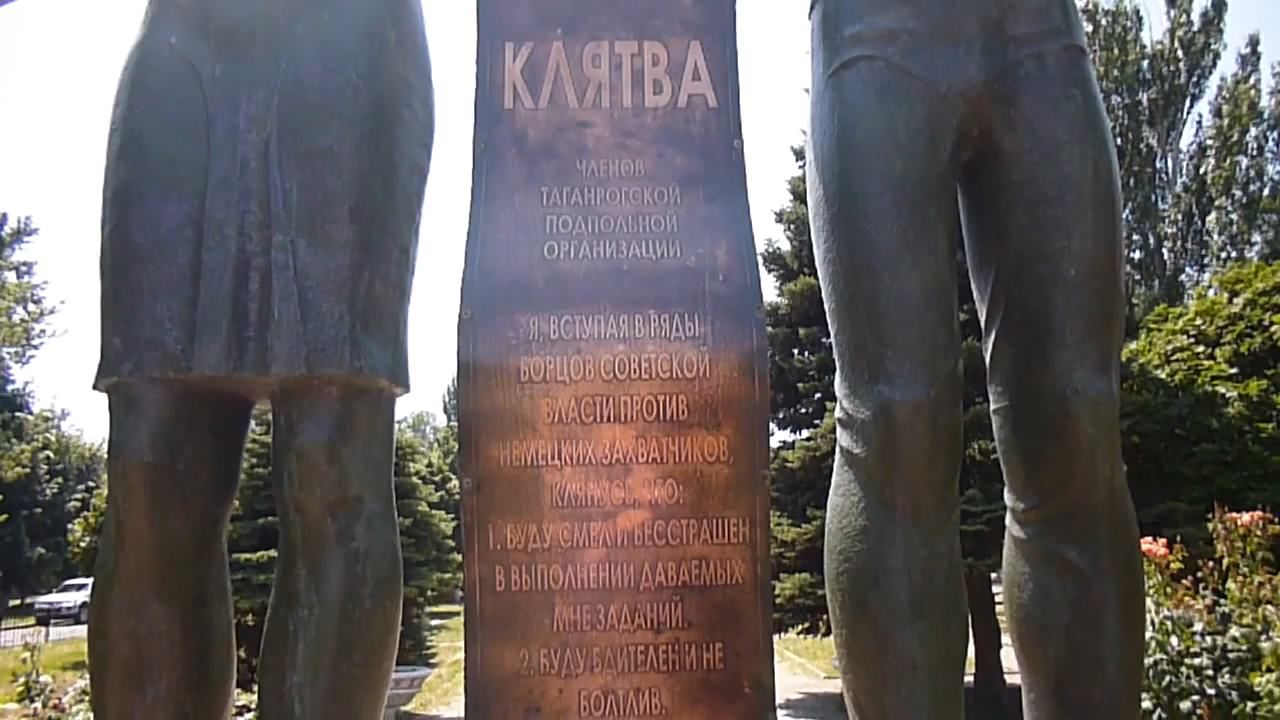 КЛЯТВА
ЧЛЕНОВ
ТАГАНРОГСКОЙ
ПОДПОЛЬНОЙ
ОРГАНИЗАЦИИ
Я, ВСТУПАЯ В РЯДЫ
БОРЦОВ СОВЕТСКОЙ
ВЛАСТИ ПРОТИВ
НЕМЕЦКИХ ЗАХВАТЧИКОВ,
КЛЯНУСЬ, ЧТО:
1. БУДУ СМЕЛ И БЕССТРАШЕН
В ВЫПОЛНЕНИИ ДАВАЕМЫХ
МНЕ ЗАДАНИЙ.
2. БУДУ БДИТЕЛЕН И НЕ
БОЛТЛИВ.